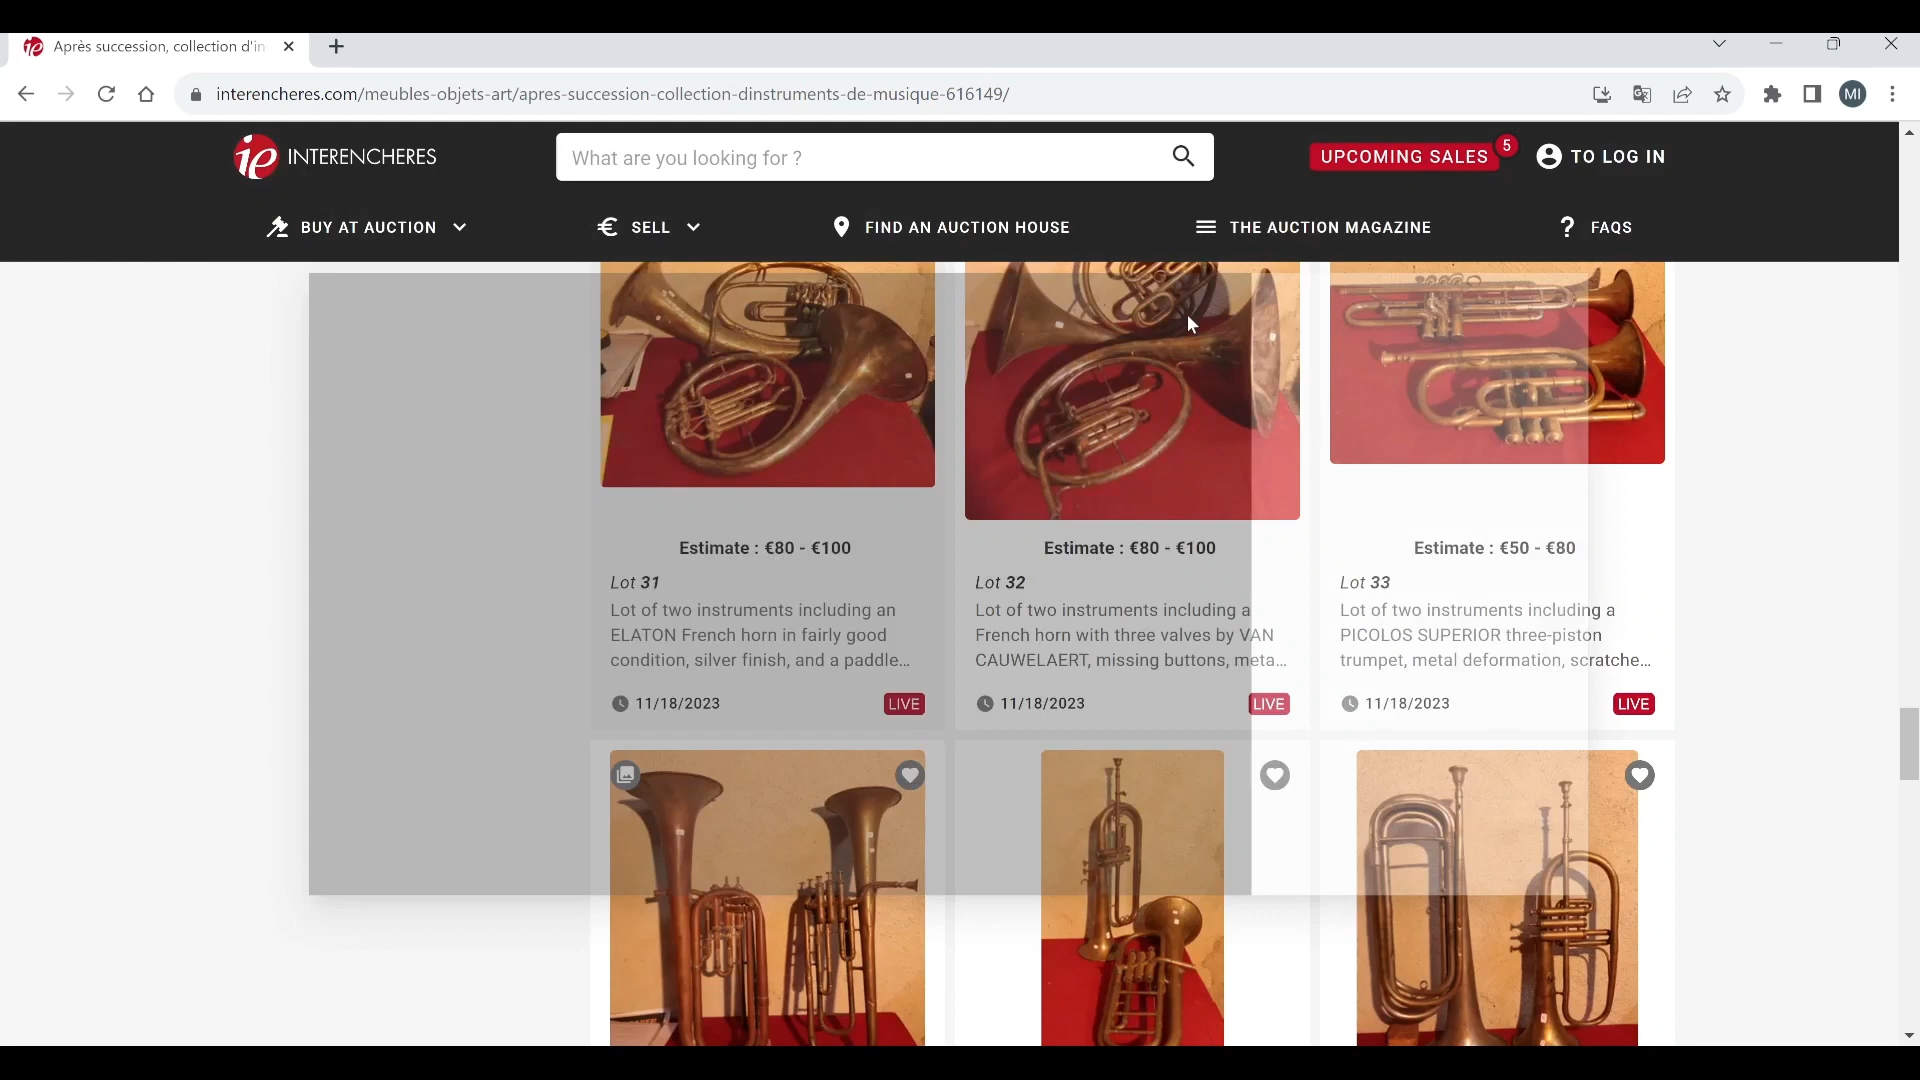 Après succession, collection d'in
interencheres.com/meubles-objets-art/apres-succession-collection-dinstruments-de-musique-616149/
MI
ie INTERENCHERES
What are you looking for ?
UPCOMING SALES 5
TO LOG IN
BUY AT AUCTION
€ SELL
FIND AN AUCTION HOUSE
THE AUCTION MAGAZINE
? FAQS
Estimate : €80 - €100
Lot 31
Lot of two instruments including an
ELATON French horn in fairly good
condition, silver finish, and a paddle...
11/18/2023 LIVE
Estimate : €80 - €100
Lot 32
Lot of two instruments including a
French horn with three valves by VAN
CAUWELAERT, missing buttons, meta...
11/18/2023 LIVE
Estimate : €50 - €80
Lot 33
Lot of two instruments including a
PICOLOS SUPERIOR three-piston
trumpet, metal deformation, scratche...
11/18/2023 LIVE